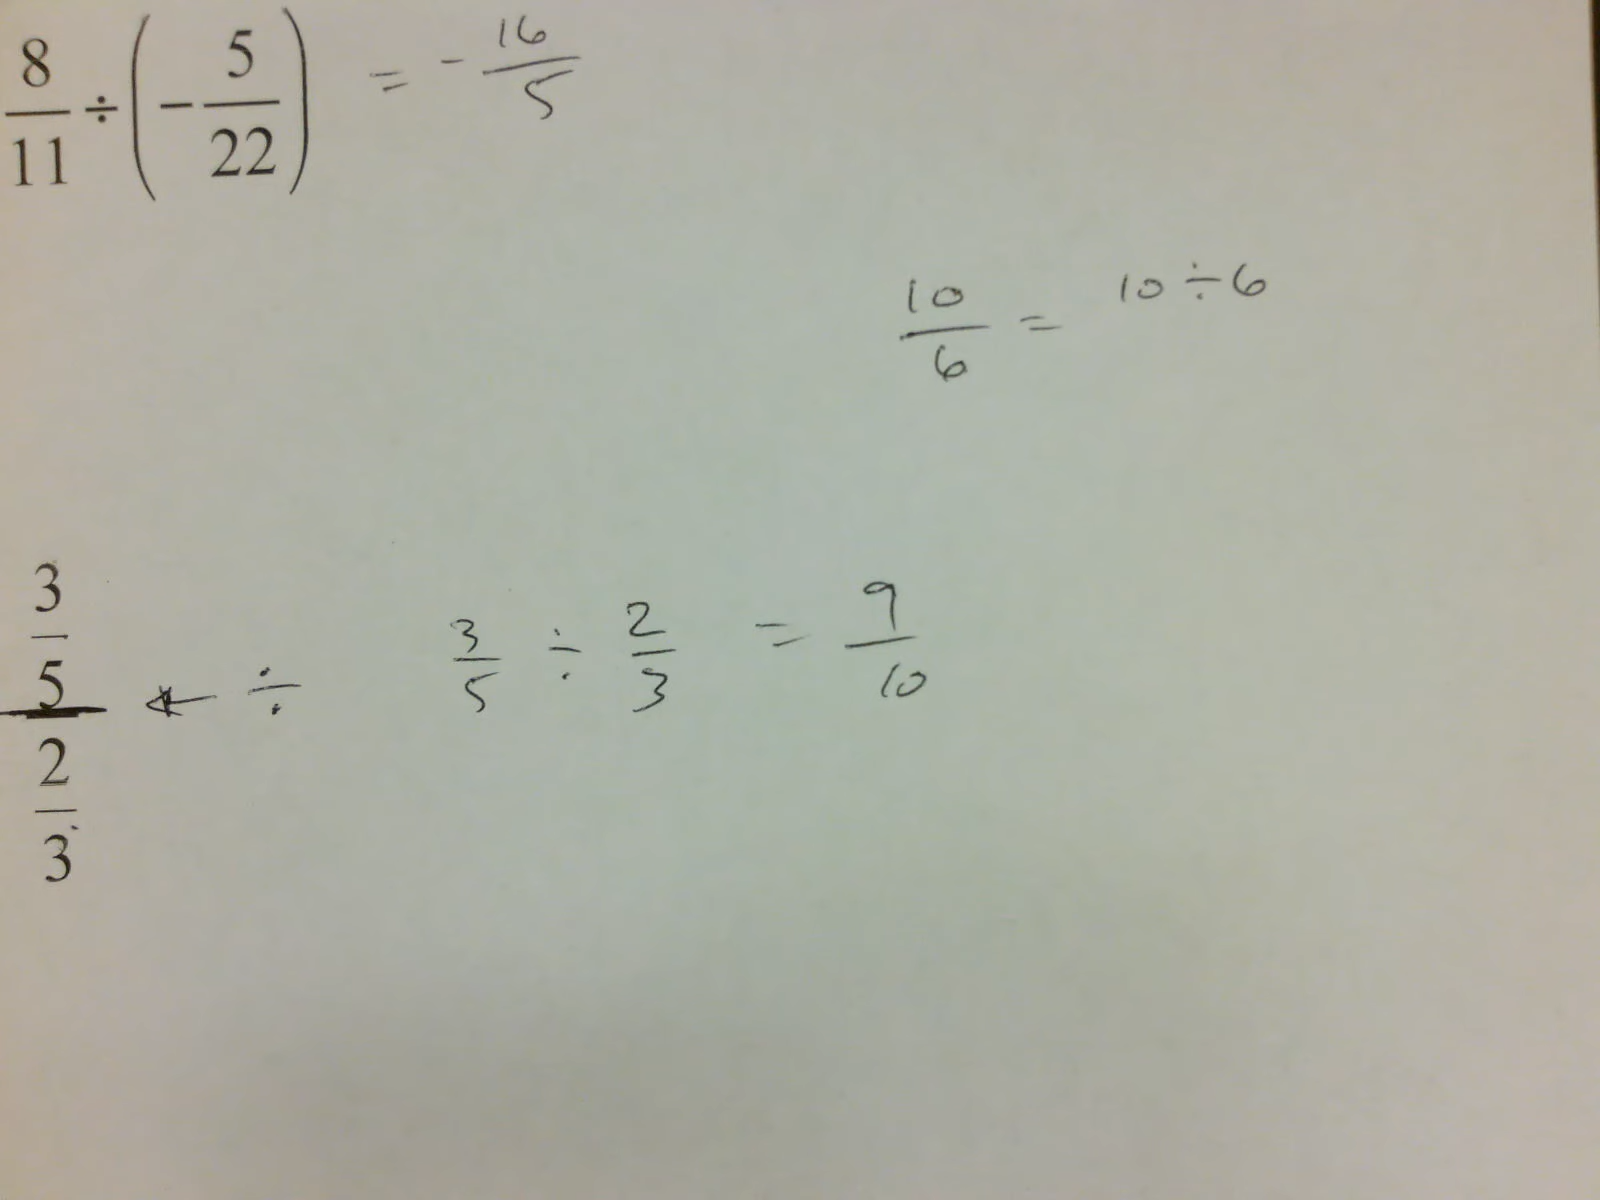 8/11 ÷ (− 5/22) = - 16/5
10/6 = 10 ÷ 6
3/5 / 2/3 ← ÷ 3/5 ÷ 2/3 = 9/10